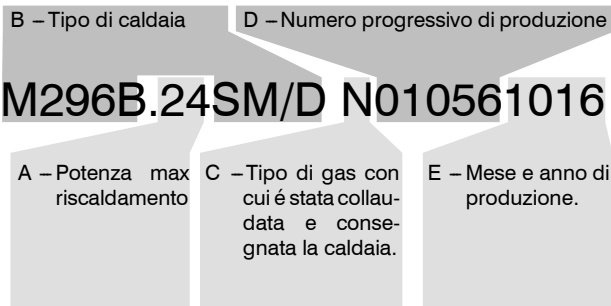 B – Tipo di caldaia
D – Numero progressivo di produzione
M296B.24SM/D N010561016
A – Potenza max
riscaldamento
C – Tipo di gas con
cui é stata collau-
data e conse-
gnata la caldaia.
E – Mese e anno di
produzione.